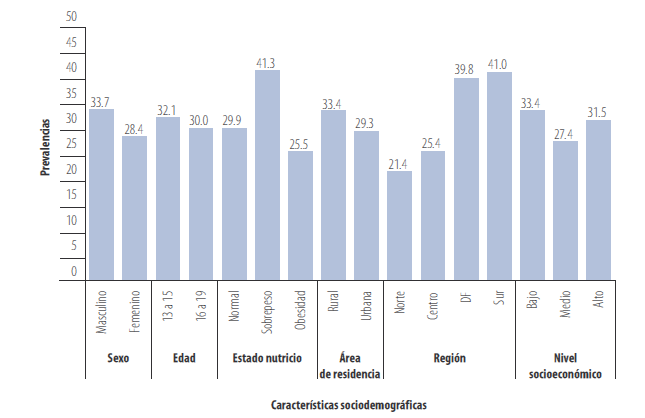 50
45
40
35
30
25
20
15
10
5
0
Prevalencias
33.7
28.4
32.1
30.0
29.9
41.3
25.5
33.4
29.3
21.4
25.4
39.8
41.0
33.4
27.4
31.5
Masculino
Femenino
13 a 15
16 a 19
Normal
Sobrepeso
Obesidad
Rural
Urbana
Norte
Centro
DF
Sur
Bajo
Medio
Alto
Sexo
Edad
Estado nutricio
Área
de residencia
Región
Nivel
socioeconómico
Características sociodemográficas